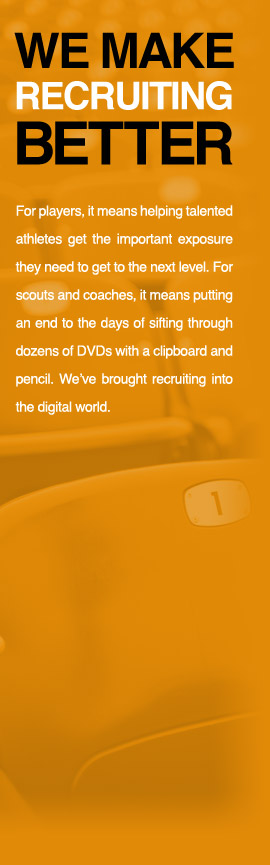 WE MAKE
RECRUITING
BETTER
For players, it means helping talented
athletes get the important exposure
they need to get to the next level. For
scouts and coaches, it means putting
an end to the days of sifting through
dozens of DVDs with a clipboard and
pencil. We've brought recruiting into
the digital world.
1